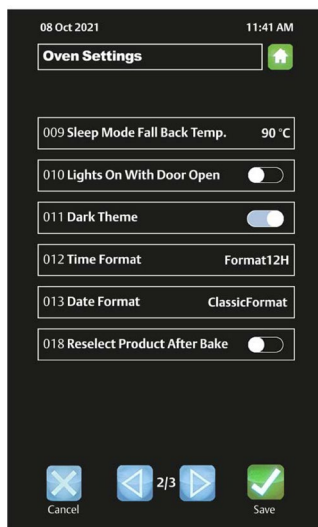 08 Oct 2021 11:41 AM
Oven Settings
009 Sleep Mode Fall Back Temp. 90 °C
010 Lights On With Door Open
011 Dark Theme
012 Time Format Format12H
013 Date Format ClassicFormat
018 Reselect Product After Bake
2/3
Cancel Save